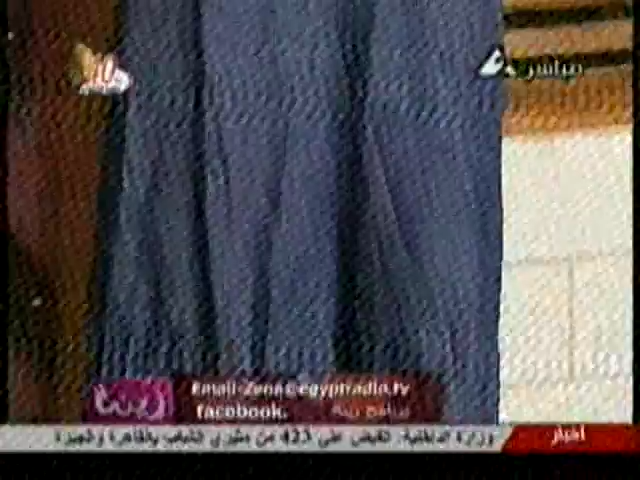 مباشر
زينة
Email:Zena@egyptradio.tv
facebook. برنامج زينة
أخبار
وزارة الداخلية: القبض على 423 من مثيري الشغب بالقاهرة والجيزة